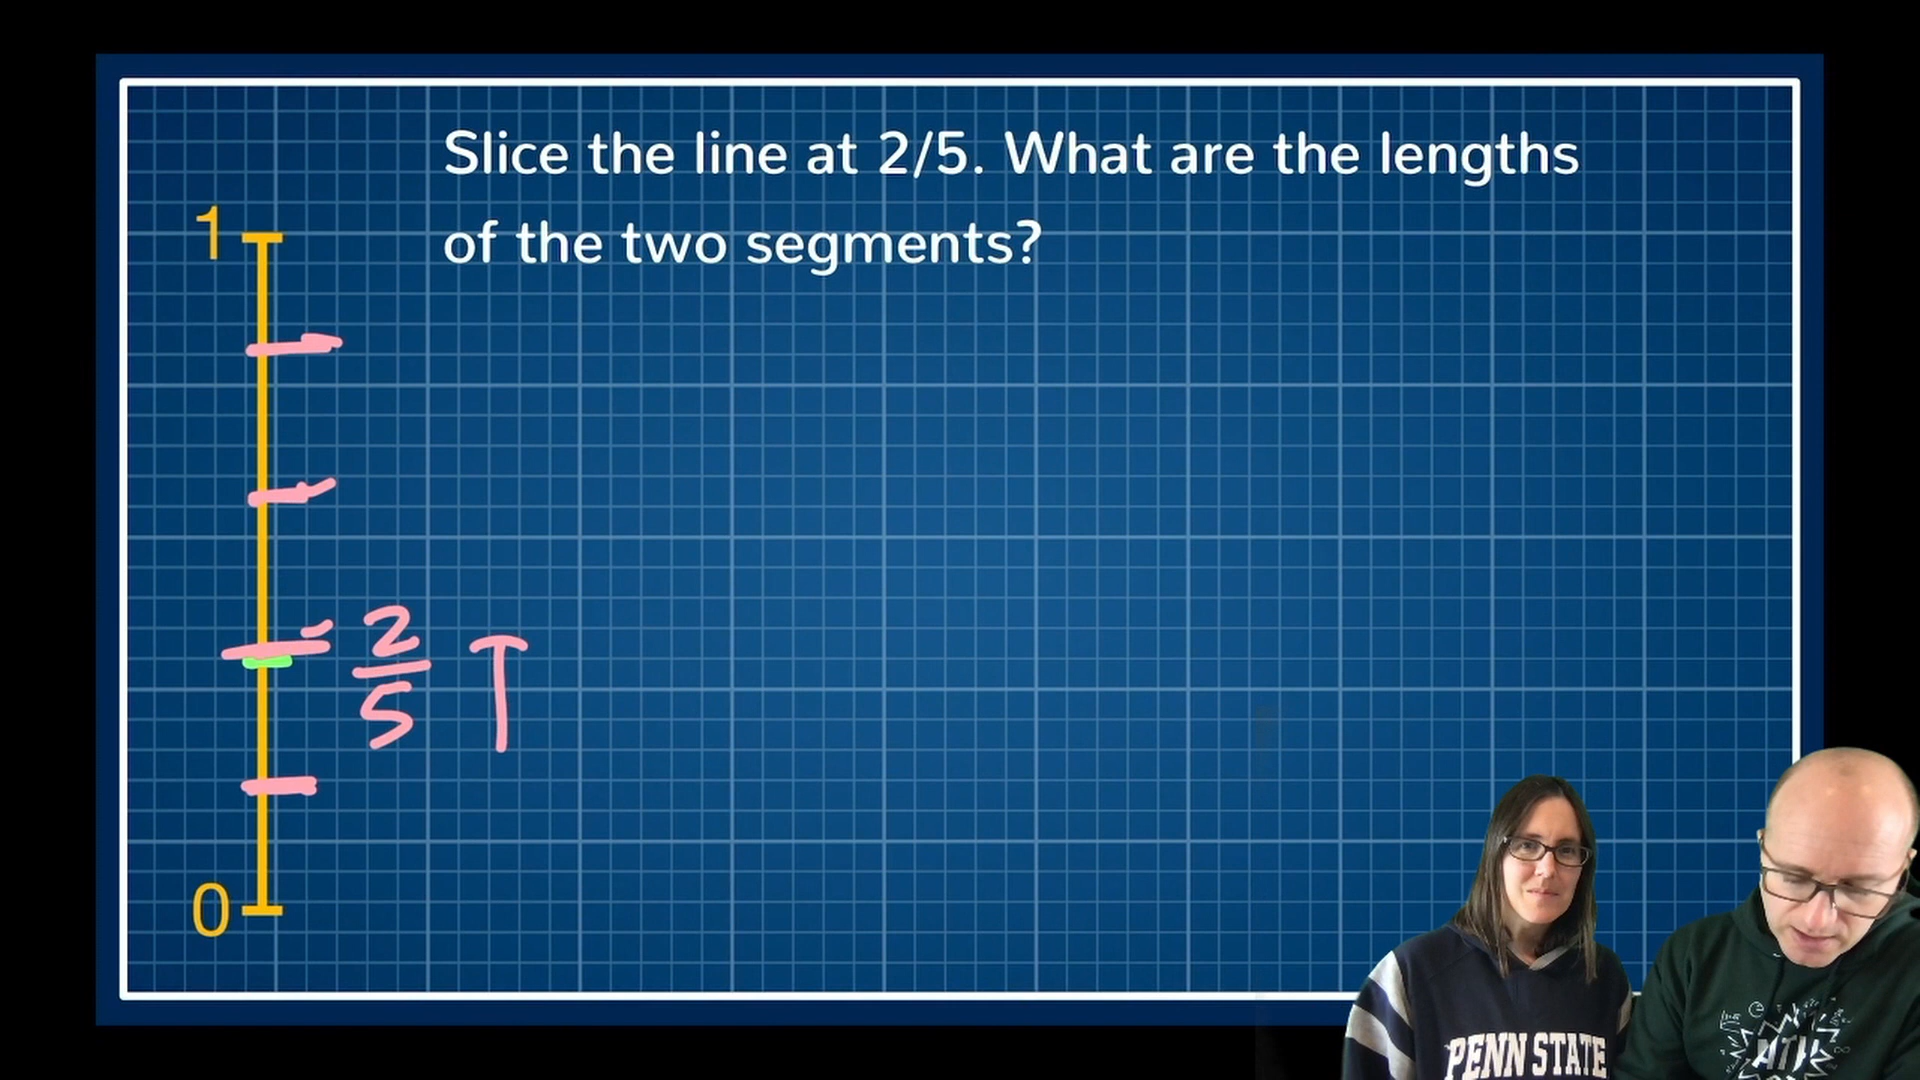 Slice the line at 2/5. What are the lengths
of the two segments?
1
2
5
T
0
PENN STATE